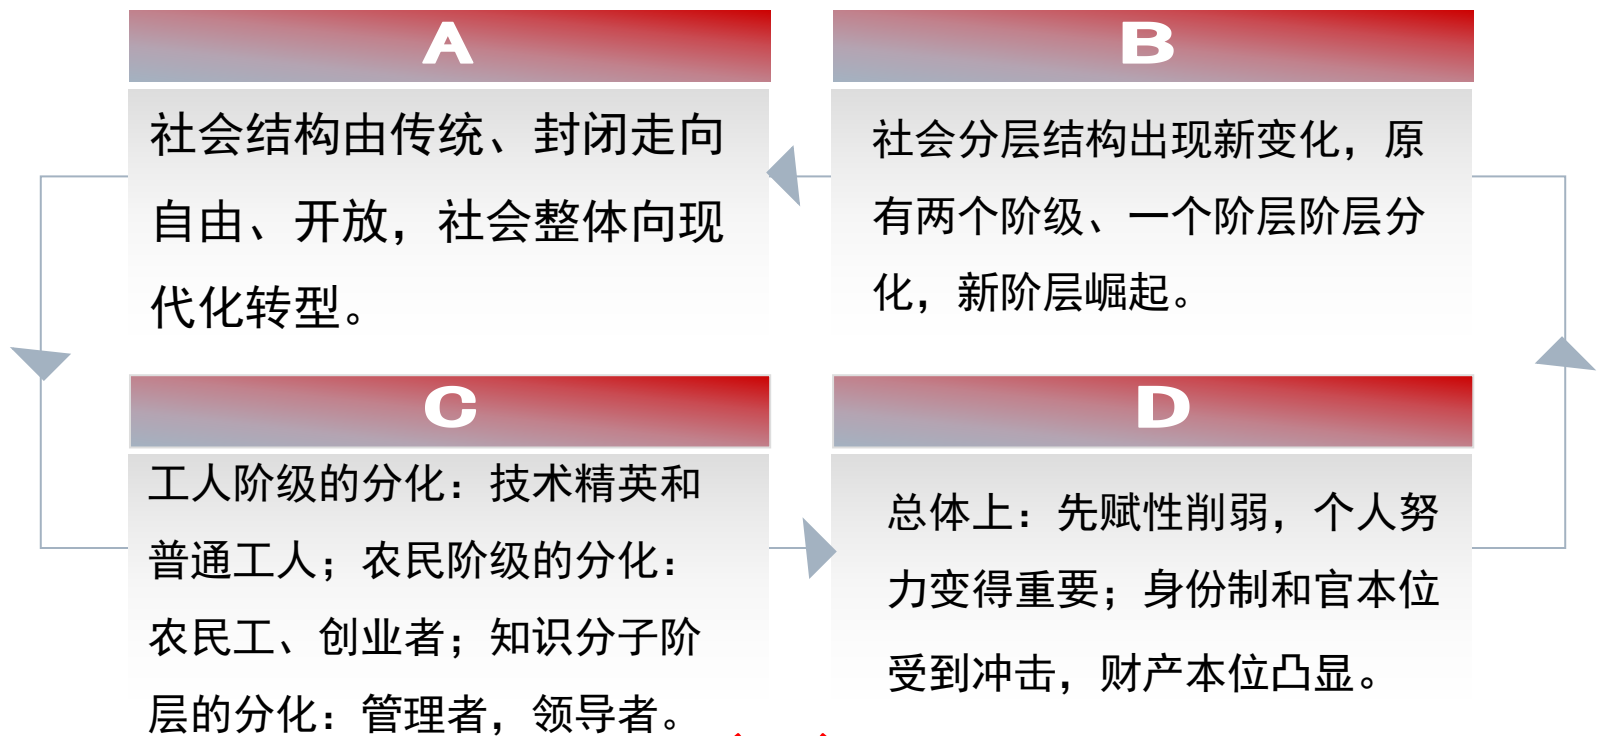 A
社会结构由传统、封闭走向
自由、开放，社会整体向现
代化转型。
B
社会分层结构出现新变化，原
有两个阶级、一个阶层阶层分
化，新阶层崛起。
C
工人阶级的分化：技术精英和
普通工人；农民阶级的分化：
农民工、创业者；知识分子阶
层的分化：管理者，领导者。
D
总体上：先赋性削弱，个人努
力变得重要；身份制和官本位
受到冲击，财产本位凸显。